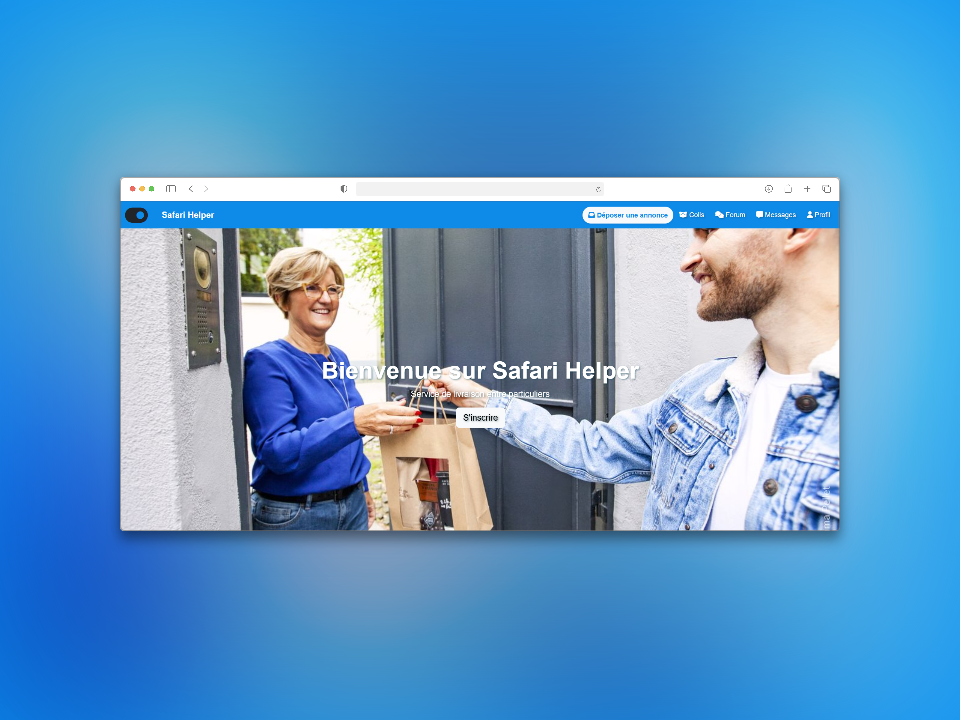 Safari Helper
Déposer une annonce Colis Forum Messages Profil
Bienvenue sur Safari Helper
Service de livraison entre particuliers
S'inscrire